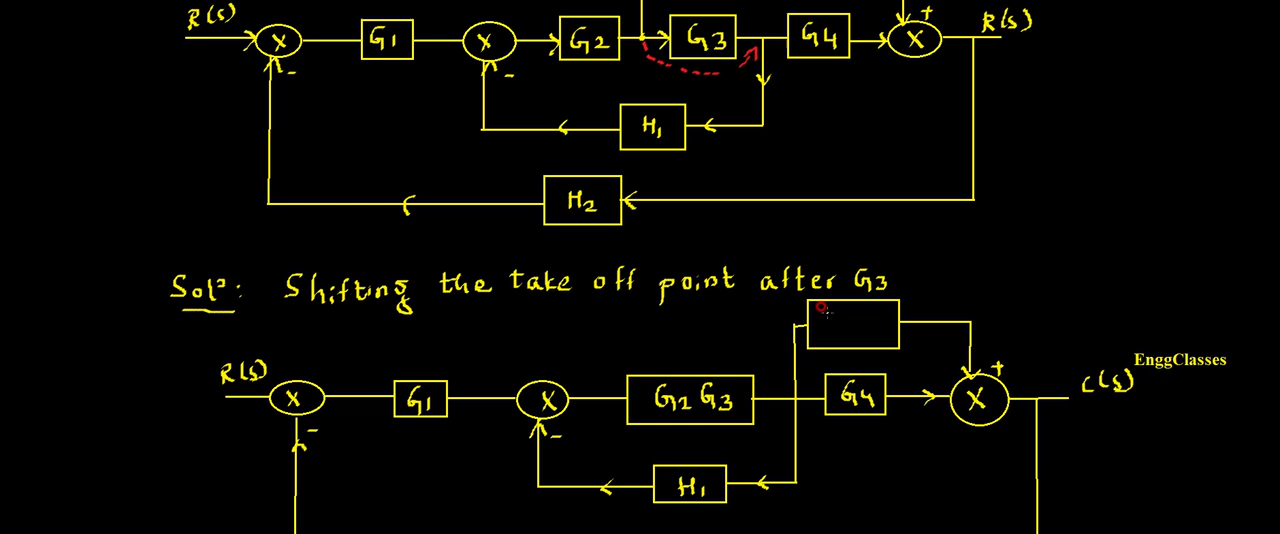 R(s) X G1 X G2 G3 G4 X + R(s)
- -
H1
H2
Solⁿ: Shifting the take off point after G3
EnggClasses
R(s) X G1 X G2 G3 G4 X + C(s)
- -
H1